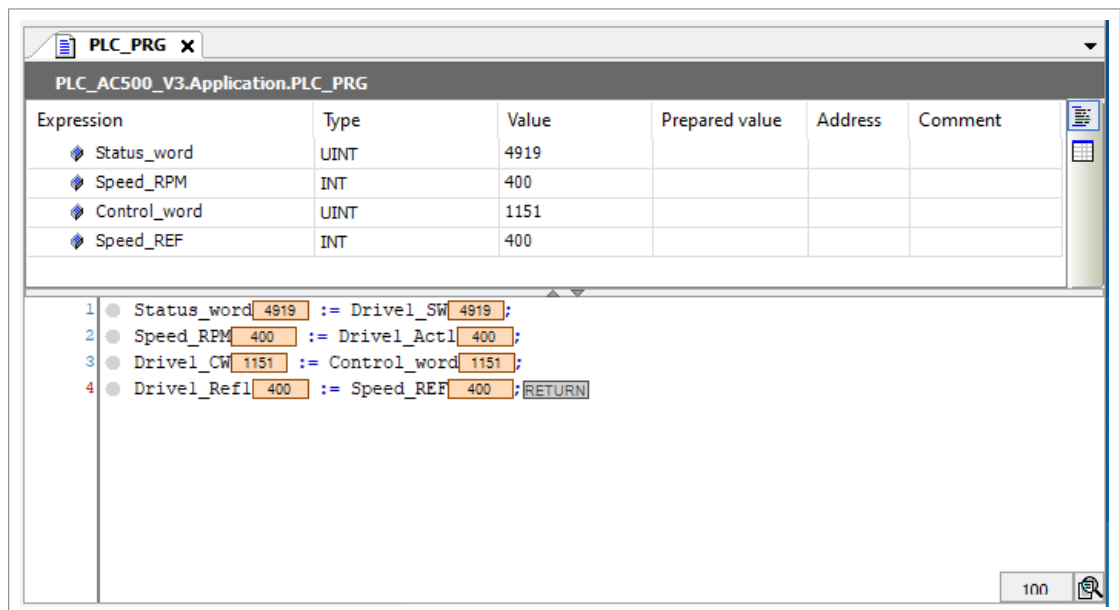 PLC_PRG X
PLC_AC500_V3.Application.PLC_PRG
Expression Type Value Prepared value Address Comment
Status_word UINT 4919
Speed_RPM INT 400
Control_word UINT 1151
Speed_REF INT 400
1 Status_word 4919 := Drive1_SW 4919 ;
2 Speed_RPM 400 := Drive1_Act1 400 ;
3 Drive1_CW 1151 := Control_word 1151 ;
4 Drive1_Ref1 400 := Speed_REF 400 ; RETURN
100